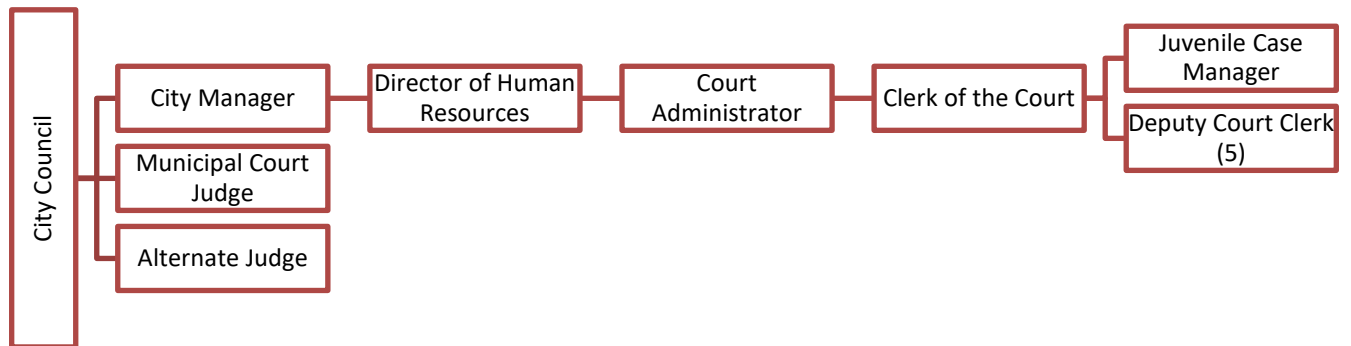 City Council
City Manager
Director of Human
Resources
Court
Administrator
Clerk of the Court
Juvenile Case
Manager
Deputy Court Clerk
(5)
Municipal Court
Judge
Alternate Judge